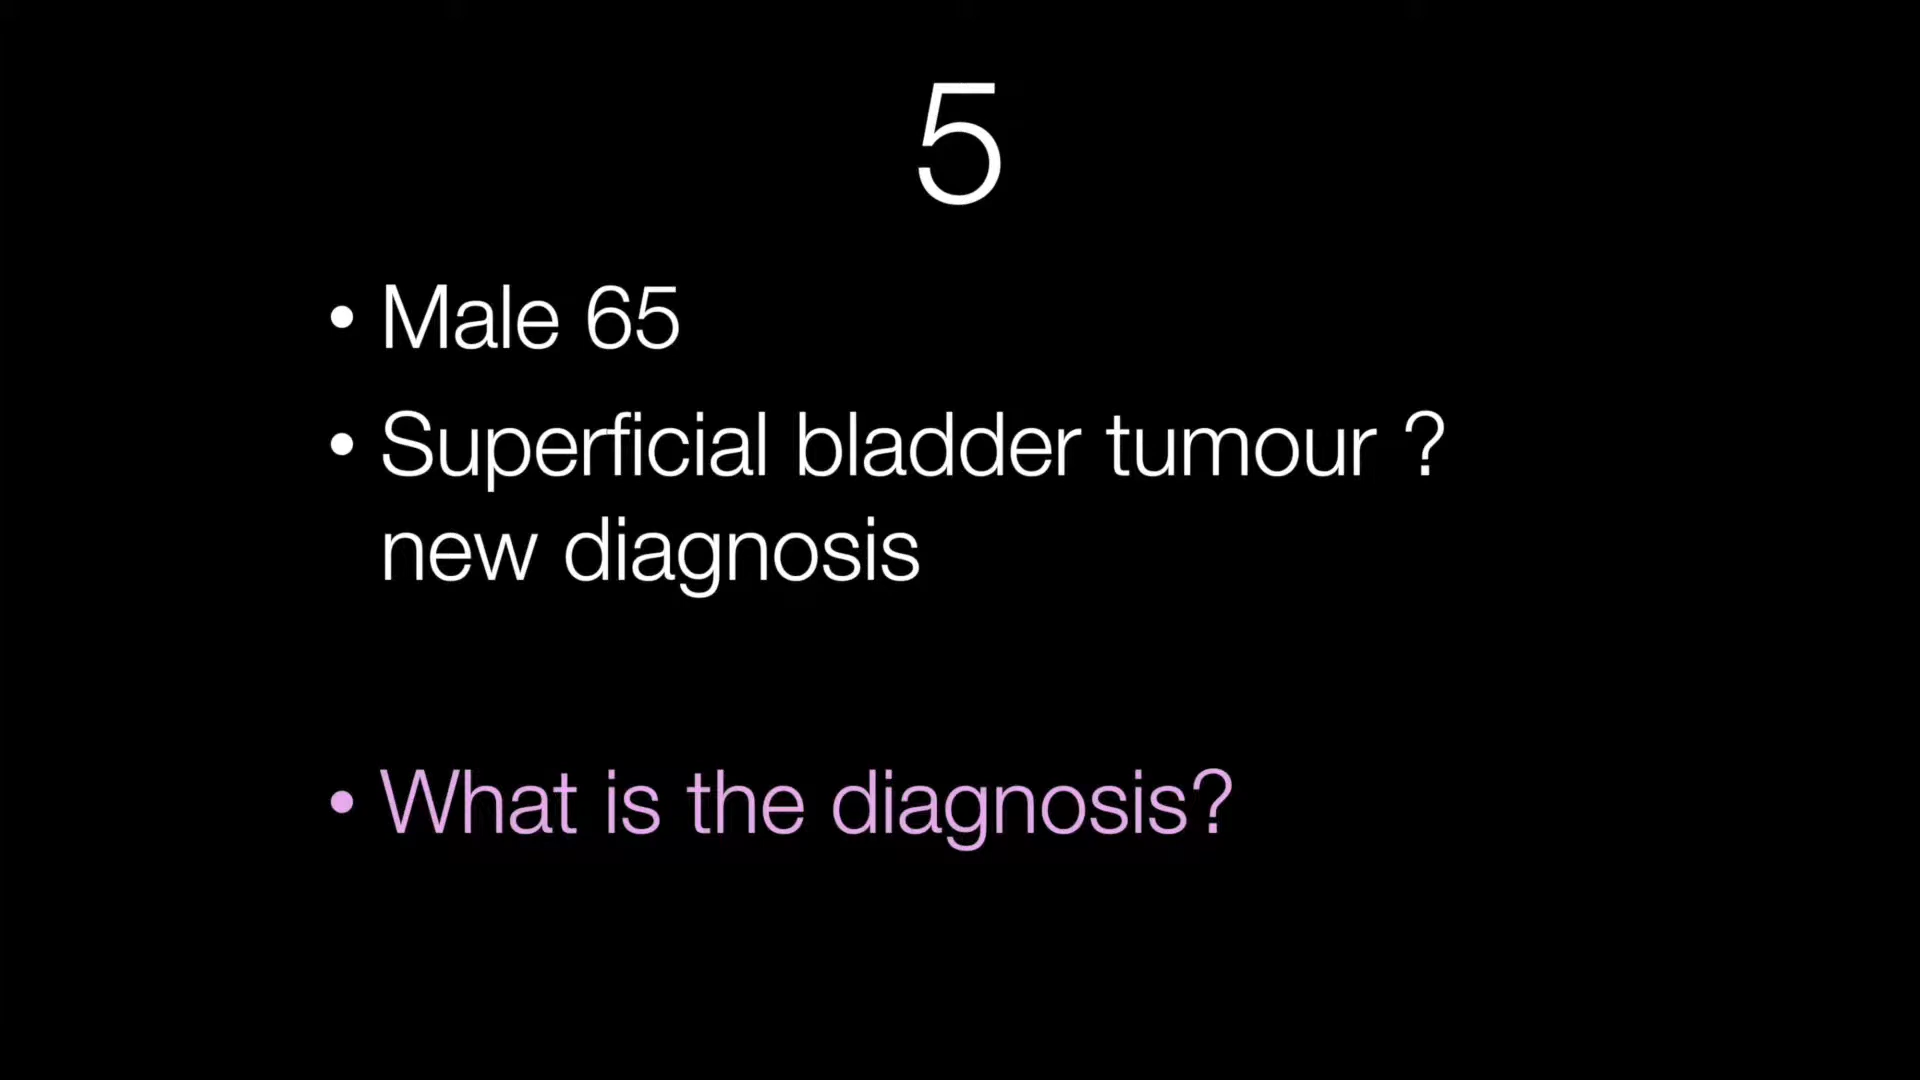 5
• Male 65
• Superficial bladder tumour ?
new diagnosis
• What is the diagnosis?